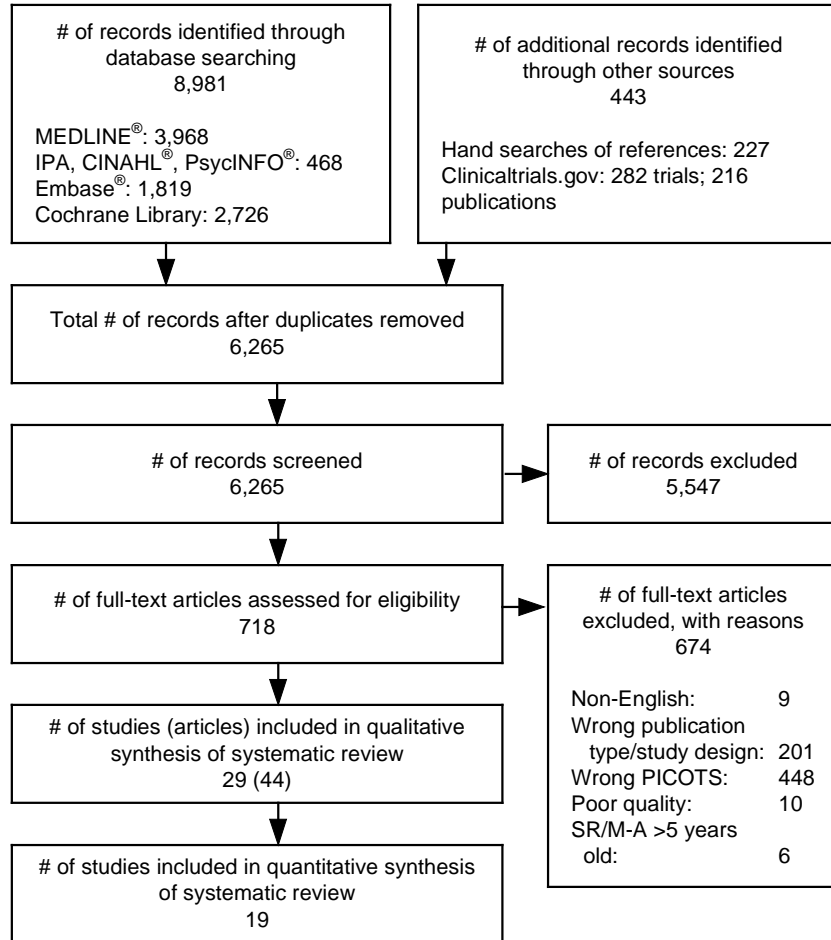 # of records identified through
database searching
8,981
MEDLINE®: 3,968
IPA, CINAHL®, PsycINFO®: 468
Embase®: 1,819
Cochrane Library: 2,726
# of additional records identified
through other sources
443
Hand searches of references: 227
Clinicaltrials.gov: 282 trials; 216
publications
Total # of records after duplicates removed
6,265
# of records screened
6,265
# of records excluded
5,547
# of full-text articles assessed for eligibility
718
# of full-text articles
excluded, with reasons
674
Non-English: 9
Wrong publication
type/study design: 201
Wrong PICOTS: 448
Poor quality: 10
SR/M-A >5 years
old: 6
# of studies (articles) included in qualitative
synthesis of systematic review
29 (44)
# of studies included in quantitative synthesis
of systematic review
19